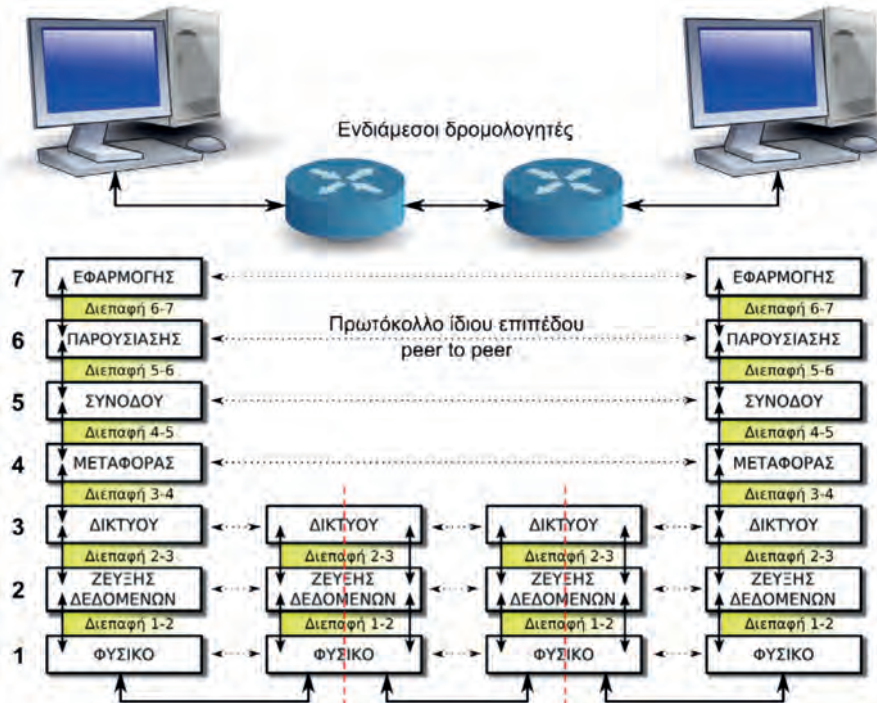 Ενδιάμεσοι δρομολογητές
7 ΕΦΑΡΜΟΓΗΣ ΕΦΑΡΜΟΓΗΣ
Διεπαφή 6-7 Διεπαφή 6-7
Πρωτόκολλο ίδιου επιπέδου
6 ΠΑΡΟΥΣΙΑΣΗΣ ΠΑΡΟΥΣΙΑΣΗΣ
peer to peer
Διεπαφή 5-6 Διεπαφή 5-6
5 ΣΥΝΟΔΟΥ ΣΥΝΟΔΟΥ
Διεπαφή 4-5 Διεπαφή 4-5
4 ΜΕΤΑΦΟΡΑΣ ΜΕΤΑΦΟΡΑΣ
Διεπαφή 3-4 Διεπαφή 3-4
3 ΔΙΚΤΥΟΥ ΔΙΚΤΥΟΥ ΔΙΚΤΥΟΥ ΔΙΚΤΥΟΥ
Διεπαφή 2-3 Διεπαφή 2-3 Διεπαφή 2-3 Διεπαφή 2-3
2 ΖΕΥΞΗΣ ΖΕΥΞΗΣ ΖΕΥΞΗΣ ΖΕΥΞΗΣ
ΔΕΔΟΜΕΝΩΝ ΔΕΔΟΜΕΝΩΝ ΔΕΔΟΜΕΝΩΝ ΔΕΔΟΜΕΝΩΝ
Διεπαφή 1-2 Διεπαφή 1-2 Διεπαφή 1-2 Διεπαφή 1-2
1 ΦΥΣΙΚΟ ΦΥΣΙΚΟ ΦΥΣΙΚΟ ΦΥΣΙΚΟ